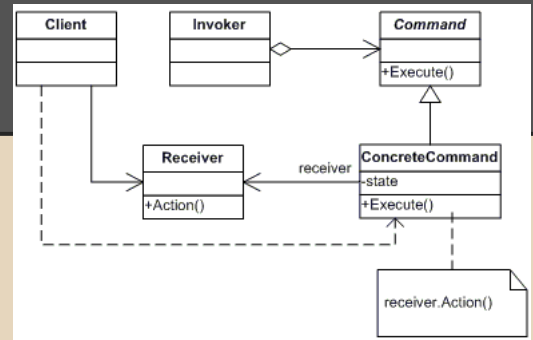 Client
Invoker
Command
+Execute()
Receiver
+Action()
receiver
ConcreteCommand
-state
+Execute()
receiver.Action()